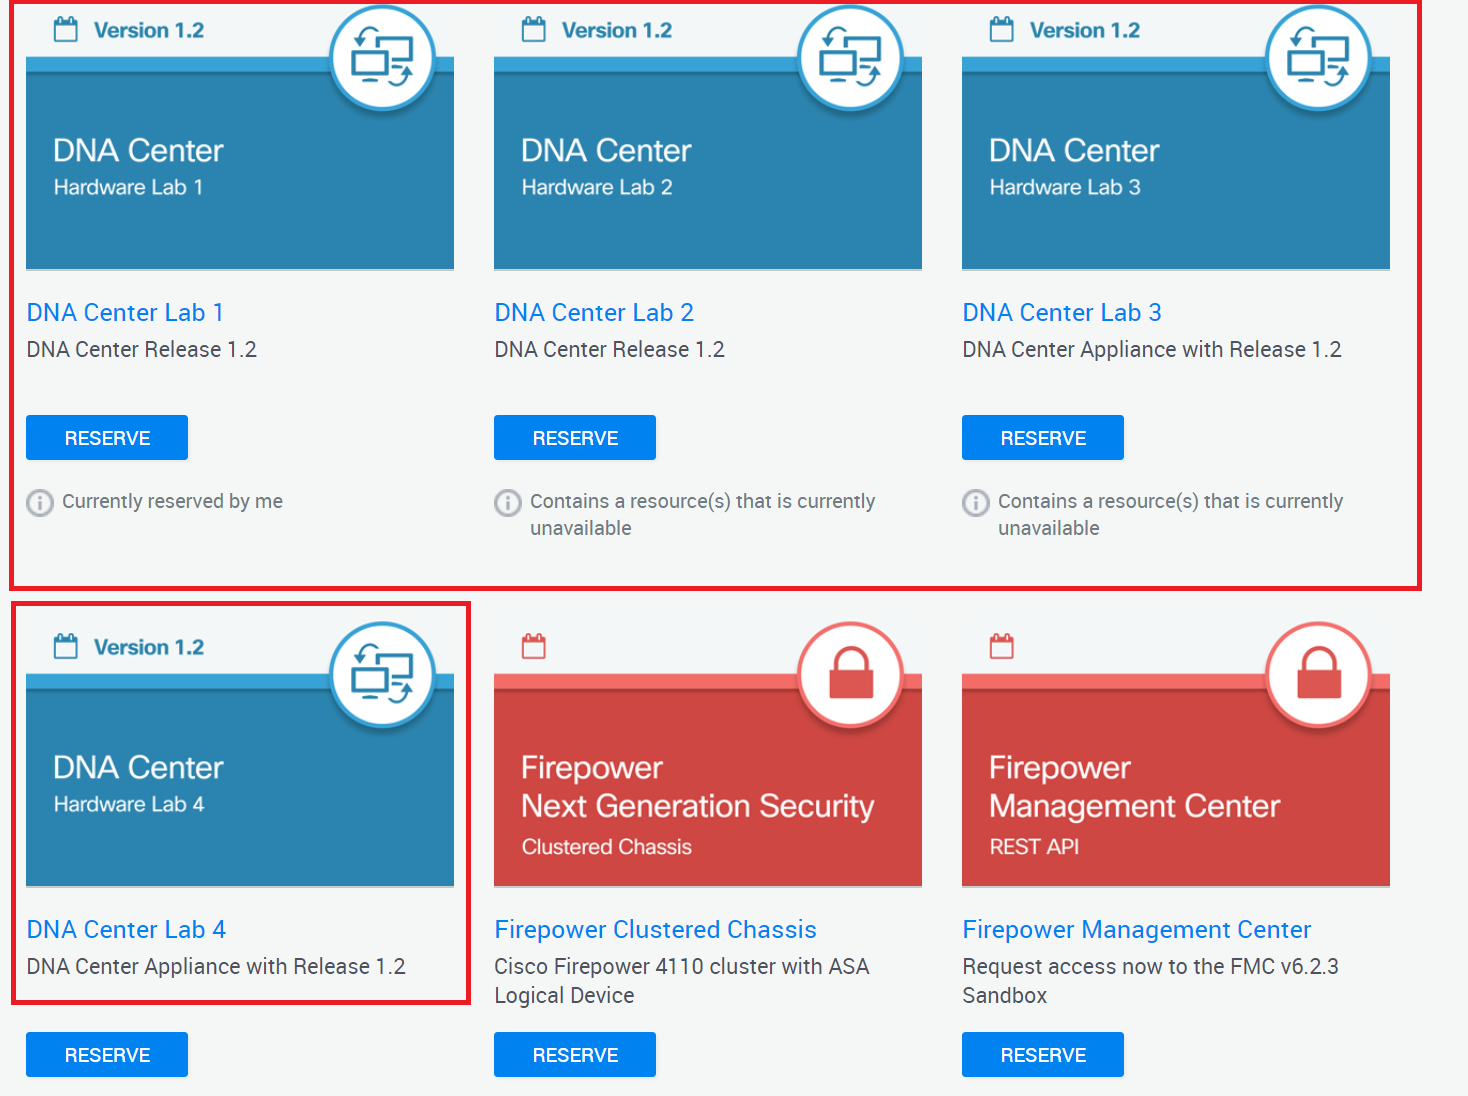 Version 1.2
Version 1.2
Version 1.2
DNA Center
Hardware Lab 1
DNA Center
Hardware Lab 2
DNA Center
Hardware Lab 3
DNA Center Lab 1
DNA Center Release 1.2
RESERVE
Currently reserved by me
DNA Center Lab 2
DNA Center Release 1.2
RESERVE
Contains a resource(s) that is currently
unavailable
DNA Center Lab 3
DNA Center Appliance with Release 1.2
RESERVE
Contains a resource(s) that is currently
unavailable
Version 1.2
DNA Center
Hardware Lab 4
DNA Center Lab 4
DNA Center Appliance with Release 1.2
RESERVE
Firepower
Next Generation Security
Clustered Chassis
Firepower Clustered Chassis
Cisco Firepower 4110 cluster with ASA
Logical Device
RESERVE
Firepower
Management Center
REST API
Firepower Management Center
Request access now to the FMC v6.2.3
Sandbox
RESERVE